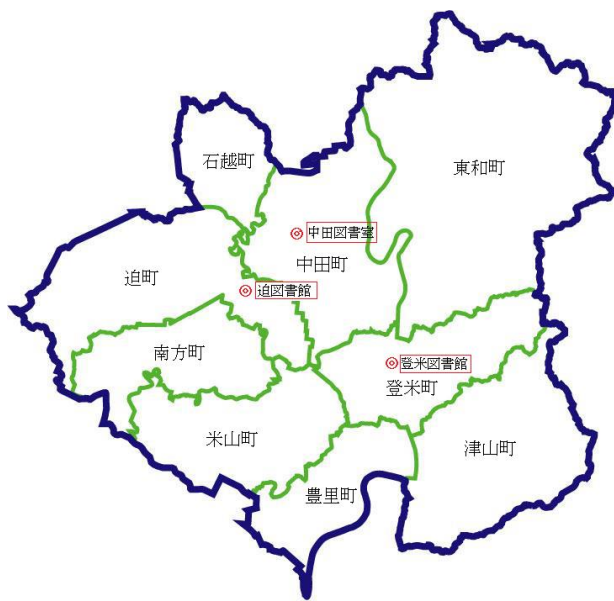 石越町
東和町
中田図書室
中田町
迫町
迫図書館
南方町
登米図書館
登米町
米山町
津山町
豊里町